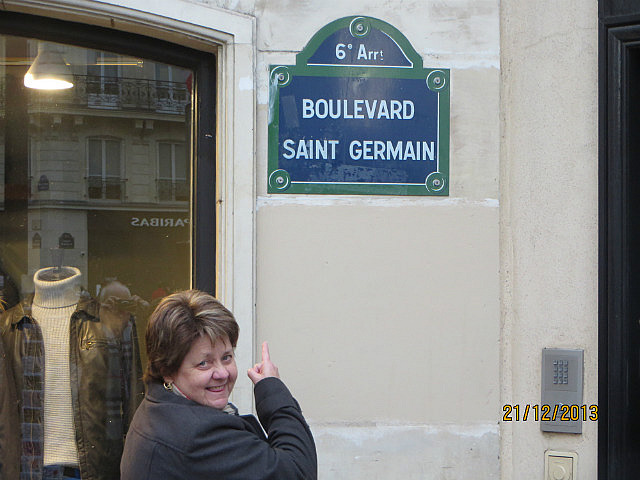 6e Arrt
BOULEVARD
SAINT GERMAIN
PARIBAS
21/12/2013